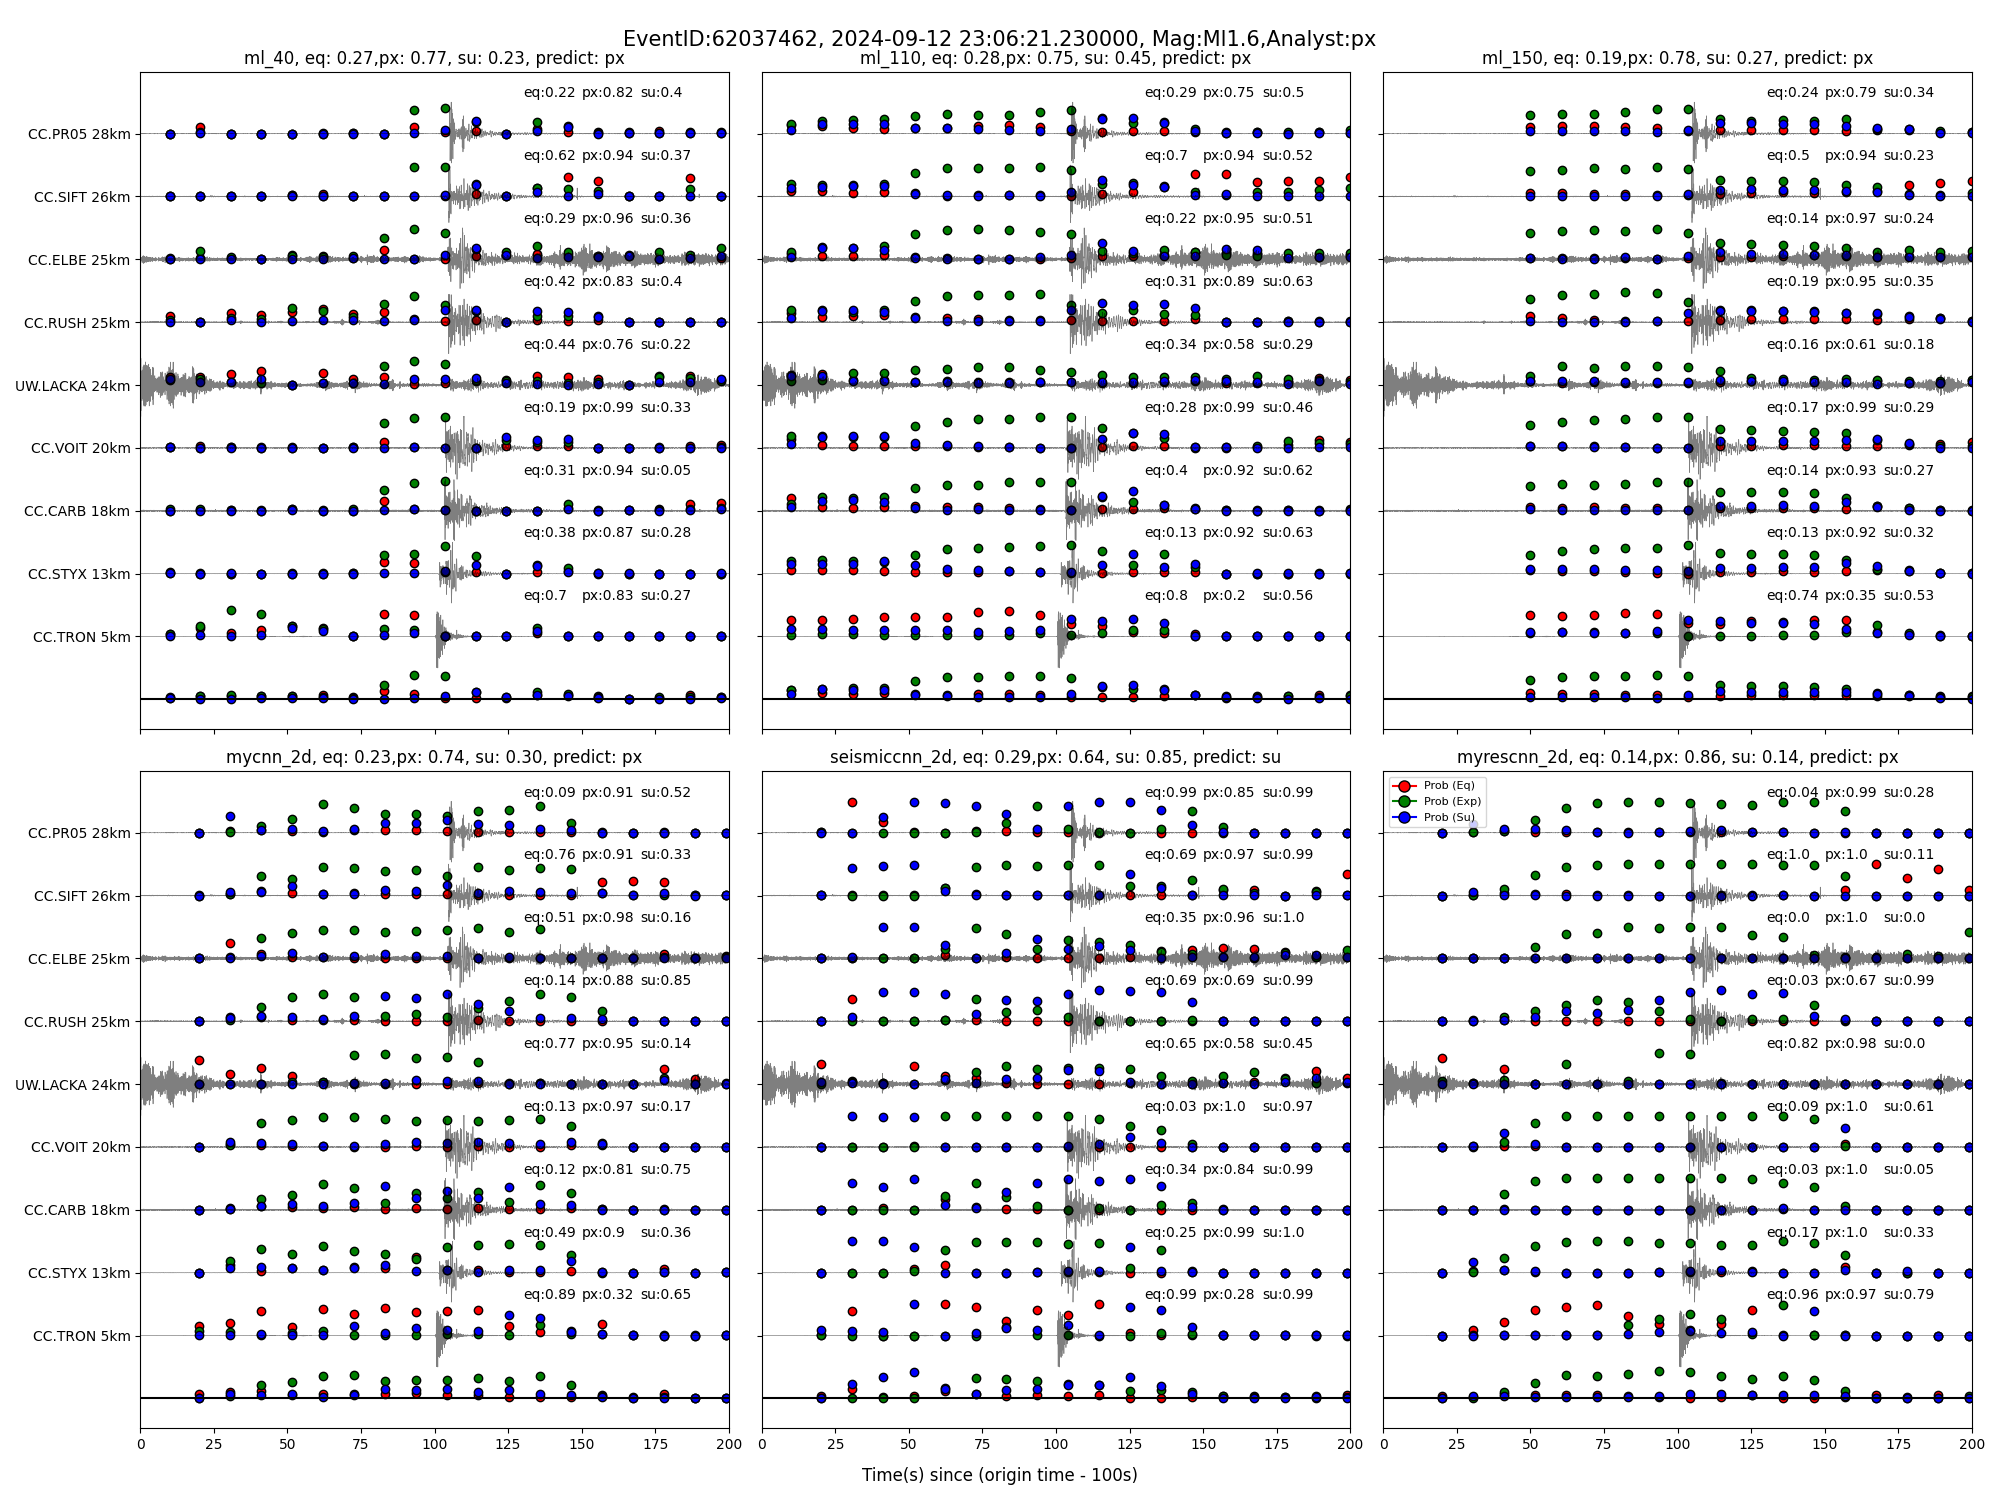 EventID:62037462, 2024-09-12 23:06:21.230000, Mag:Ml1.6,Analyst:px
ml_40, eq: 0.27,px: 0.77, su: 0.23, predict: px
CC.PR05 28km
eq:0.22 px:0.82 su:0.4
CC.SIFT 26km
eq:0.62 px:0.94 su:0.37
CC.ELBE 25km
eq:0.29 px:0.96 su:0.36
CC.RUSH 25km
eq:0.42 px:0.83 su:0.4
UW.LACKA 24km
eq:0.44 px:0.76 su:0.22
CC.VOIT 20km
eq:0.19 px:0.99 su:0.33
CC.CARB 18km
eq:0.31 px:0.94 su:0.05
CC.STYX 13km
eq:0.38 px:0.87 su:0.28
CC.TRON 5km
eq:0.7 px:0.83 su:0.27
ml_110, eq: 0.28,px: 0.75, su: 0.45, predict: px
eq:0.29 px:0.75 su:0.5
eq:0.7 px:0.94 su:0.52
eq:0.22 px:0.95 su:0.51
eq:0.31 px:0.89 su:0.63
eq:0.34 px:0.58 su:0.29
eq:0.28 px:0.99 su:0.46
eq:0.4 px:0.92 su:0.62
eq:0.13 px:0.92 su:0.63
eq:0.8 px:0.2 su:0.56
ml_150, eq: 0.19,px: 0.78, su: 0.27, predict: px
eq:0.24 px:0.79 su:0.34
eq:0.5 px:0.94 su:0.23
eq:0.14 px:0.97 su:0.24
eq:0.19 px:0.95 su:0.35
eq:0.16 px:0.61 su:0.18
eq:0.17 px:0.99 su:0.29
eq:0.14 px:0.93 su:0.27
eq:0.13 px:0.92 su:0.32
eq:0.74 px:0.35 su:0.53
mycnn_2d, eq: 0.23,px: 0.74, su: 0.30, predict: px
CC.PR05 28km
eq:0.09 px:0.91 su:0.52
CC.SIFT 26km
eq:0.76 px:0.91 su:0.33
CC.ELBE 25km
eq:0.51 px:0.98 su:0.16
CC.RUSH 25km
eq:0.14 px:0.88 su:0.85
UW.LACKA 24km
eq:0.77 px:0.95 su:0.14
CC.VOIT 20km
eq:0.13 px:0.97 su:0.17
CC.CARB 18km
eq:0.12 px:0.81 su:0.75
CC.STYX 13km
eq:0.49 px:0.9 su:0.36
CC.TRON 5km
eq:0.89 px:0.32 su:0.65
0 25 50 75 100 125 150 175 200
seismiccnn_2d, eq: 0.29,px: 0.64, su: 0.85, predict: su
eq:0.99 px:0.85 su:0.99
eq:0.69 px:0.97 su:0.99
eq:0.35 px:0.96 su:1.0
eq:0.69 px:0.69 su:0.99
eq:0.65 px:0.58 su:0.45
eq:0.03 px:1.0 su:0.97
eq:0.34 px:0.84 su:0.99
eq:0.25 px:0.99 su:1.0
eq:0.99 px:0.28 su:0.99
0 25 50 75 100 125 150 175 200
myrescnn_2d, eq: 0.14,px: 0.86, su: 0.14, predict: px
Prob (Eq)
Prob (Exp)
Prob (Su)
eq:0.04 px:0.99 su:0.28
eq:1.0 px:1.0 su:0.11
eq:0.0 px:1.0 su:0.0
eq:0.03 px:0.67 su:0.99
eq:0.82 px:0.98 su:0.0
eq:0.09 px:1.0 su:0.61
eq:0.03 px:1.0 su:0.05
eq:0.17 px:1.0 su:0.33
eq:0.96 px:0.97 su:0.79
0 25 50 75 100 125 150 175 200
Time(s) since (origin time - 100s)